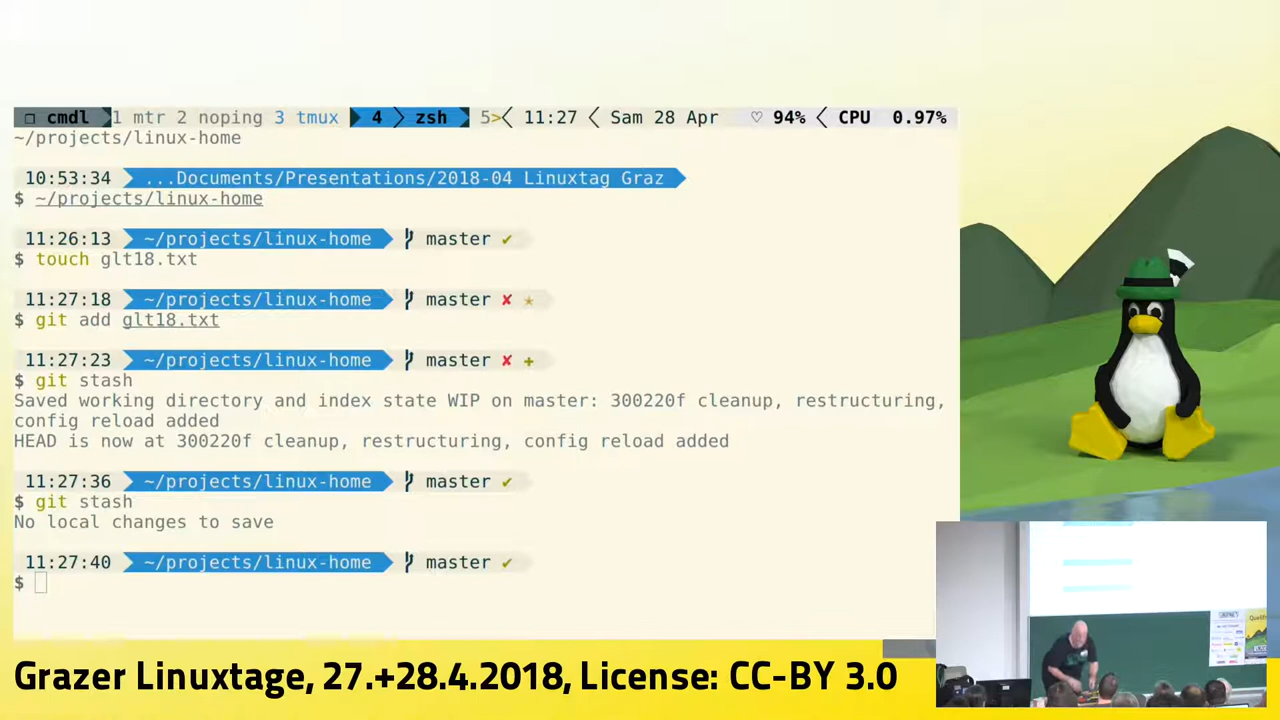 ❐ cmdl 1 mtr 2 noping 3 tmux 4 zsh 5> 11:27 Sam 28 Apr ♡ 94% CPU 0.97%
~/projects/linux-home
10:53:34 ...Documents/Presentations/2018-04 Linuxtag Graz
$ ~/projects/linux-home
11:26:13 ~/projects/linux-home master ✔
$ touch glt18.txt
11:27:18 ~/projects/linux-home master ✘ ★
$ git add glt18.txt
11:27:23 ~/projects/linux-home master ✘ ✚
$ git stash
Saved working directory and index state WIP on master: 300220f cleanup, restructuring,
config reload added
HEAD is now at 300220f cleanup, restructuring, config reload added
11:27:36 ~/projects/linux-home master ✔
$ git stash
No local changes to save
11:27:40 ~/projects/linux-home master ✔
$
Grazer Linuxtage, 27.+28.4.2018, License: CC-BY 3.0